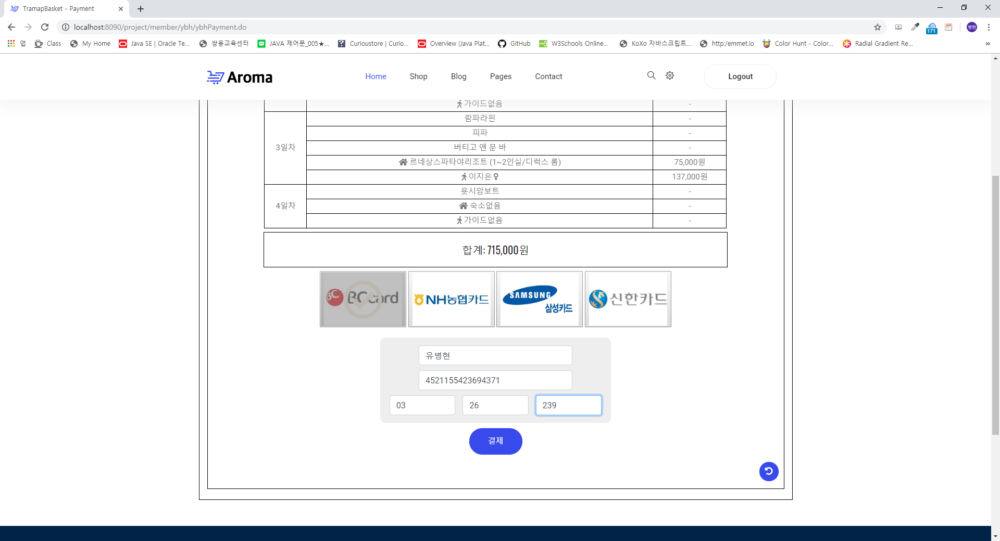 TramapBasket - Payment
localhost:8090/project/member/ybh/ybhPayment.do
171
병현
앱 Class My Home Java SE | Oracle Te... 쌍용교육센터 JAVA 제어문_005★... Curioustore | Curio... Overview (Java Plat... GitHub W3Schools Online... KoXo 자바스크립트... http:/emmet.io Color Hunt - Color... Radial Gradient Re... »
Aroma Home Shop Blog Pages Contact Logout
가이드없음 -
3일차
람파라핀 -
피파 -
버티고 앤 문 바 -
르네상스파타야리조트 (1~2인실/디럭스 룸) 75,000원
이지은 137,000원
4일차
욧시암보트 -
숙소없음 -
가이드없음 -
합계: 715,000원
BC BC card NH농협카드 SAMSUNG 삼성카드 신한카드
유병현
4521155423694371
03 26 239
결제